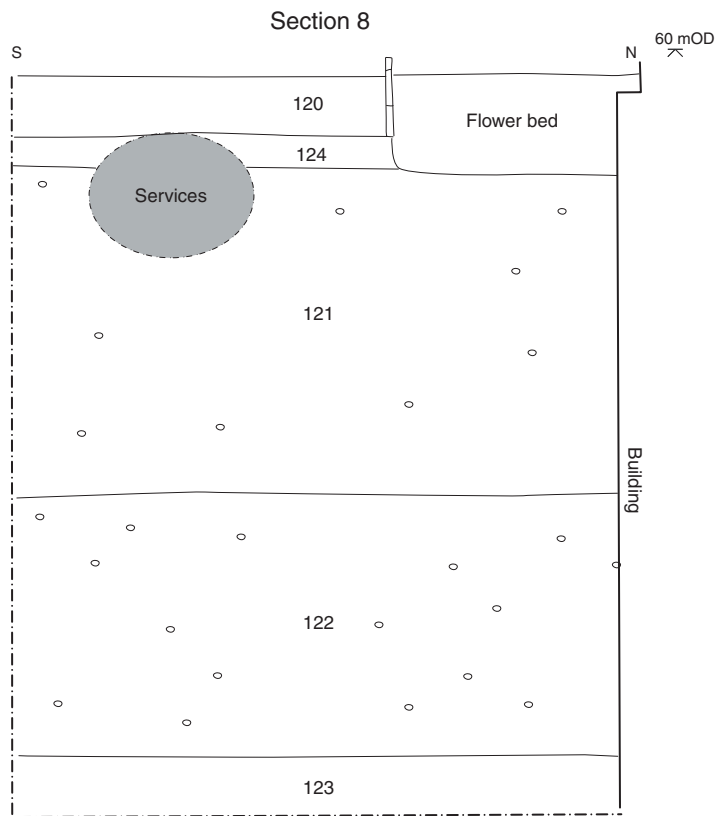 Section 8
S
N
60 mOD
120
Flower bed
124
Services
121
Building
122
123